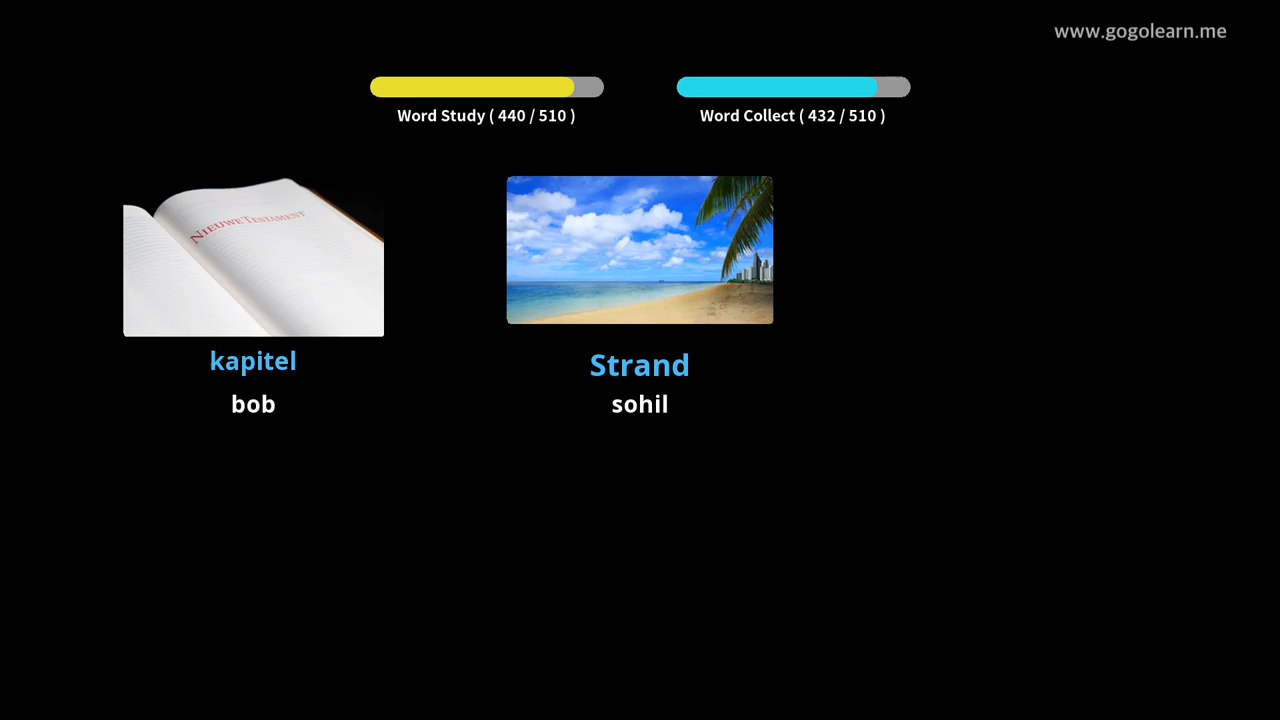 www.gogolearn.me
Word Study ( 440 / 510 )
Word Collect ( 432 / 510 )
NIEUWE TESTAMENT
kapitel
Strand
bob
sohil